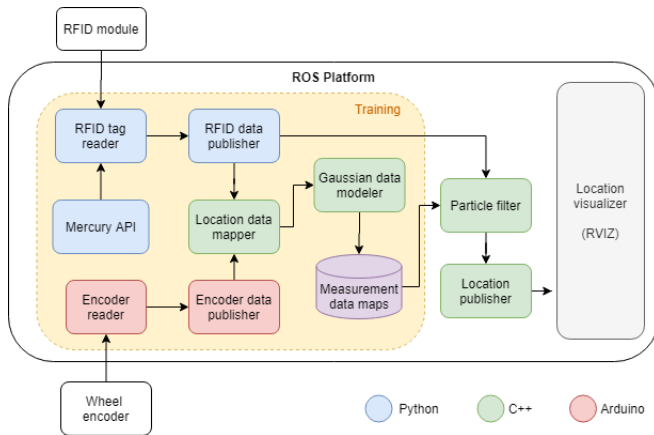 RFID module
ROS Platform
Training
RFID tag
reader
RFID data
publisher
Gaussian data
modeler
Mercury API
Location data
mapper
Particle filter
Location
visualizer
(RVIZ)
Encoder
reader
Encoder data
publisher
Measurement
data maps
Location
publisher
Wheel
encoder
Python
C++
Arduino